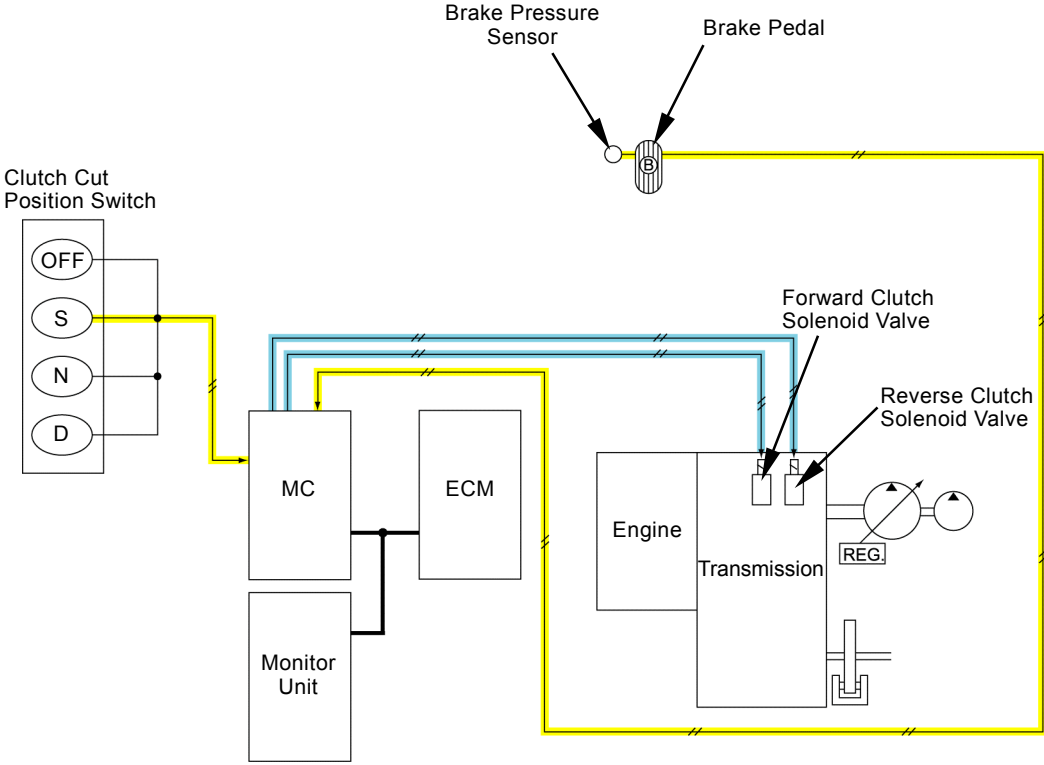 Brake Pressure
Sensor
Brake Pedal
B
Clutch Cut
Position Switch
OFF
S
N
D
Forward Clutch
Solenoid Valve
Reverse Clutch
Solenoid Valve
MC
ECM
Engine
Transmission
REG.
Monitor
Unit